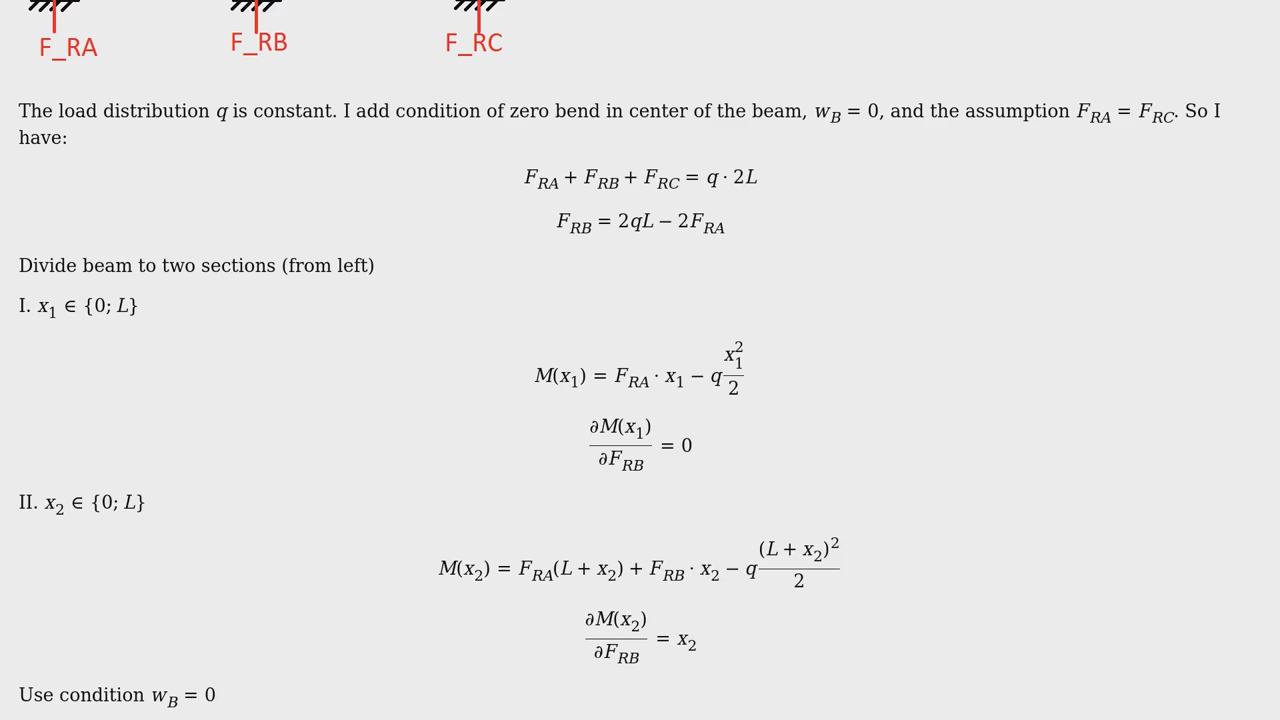 F_RA F_RB F_RC
The load distribution q is constant. I add condition of zero bend in center of the beam, w_B = 0, and the assumption F_RA = F_RC. So I
have:
F_RA + F_RB + F_RC = q · 2L
F_RB = 2qL − 2F_RA
Divide beam to two sections (from left)
I. x_1 ∈ {0; L}
M(x_1) = F_RA · x_1 − q x_1^2/2
∂M(x_1)/∂F_RB = 0
II. x_2 ∈ {0; L}
M(x_2) = F_RA(L + x_2) + F_RB · x_2 − q (L + x_2)^2/2
∂M(x_2)/∂F_RB = x_2
Use condition w_B = 0